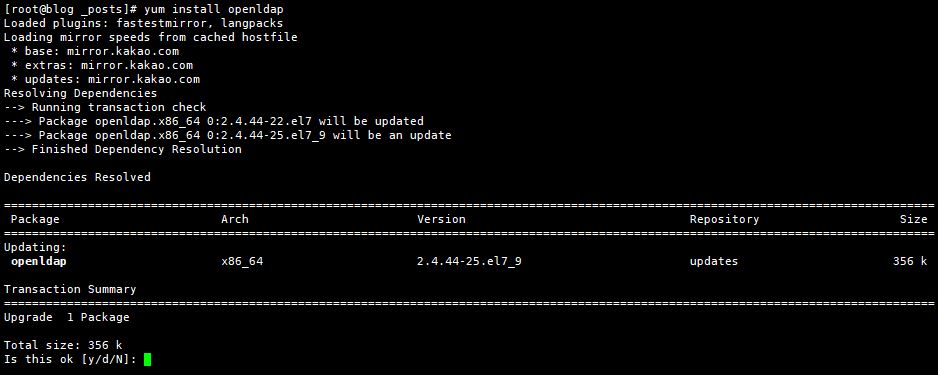 [root@blog _posts]# yum install openldap
Loaded plugins: fastestmirror, langpacks
Loading mirror speeds from cached hostfile
 * base: mirror.kakao.com
 * extras: mirror.kakao.com
 * updates: mirror.kakao.com
Resolving Dependencies
--> Running transaction check
---> Package openldap.x86_64 0:2.4.44-22.el7 will be updated
---> Package openldap.x86_64 0:2.4.44-25.el7_9 will be an update
--> Finished Dependency Resolution
Dependencies Resolved
=====================================================================================================================================
 Package Arch Version Repository Size
=====================================================================================================================================
Updating:
 openldap x86_64 2.4.44-25.el7_9 updates 356 k
Transaction Summary
=====================================================================================================================================
Upgrade  1 Package
Total size: 356 k
Is this ok [y/d/N]: